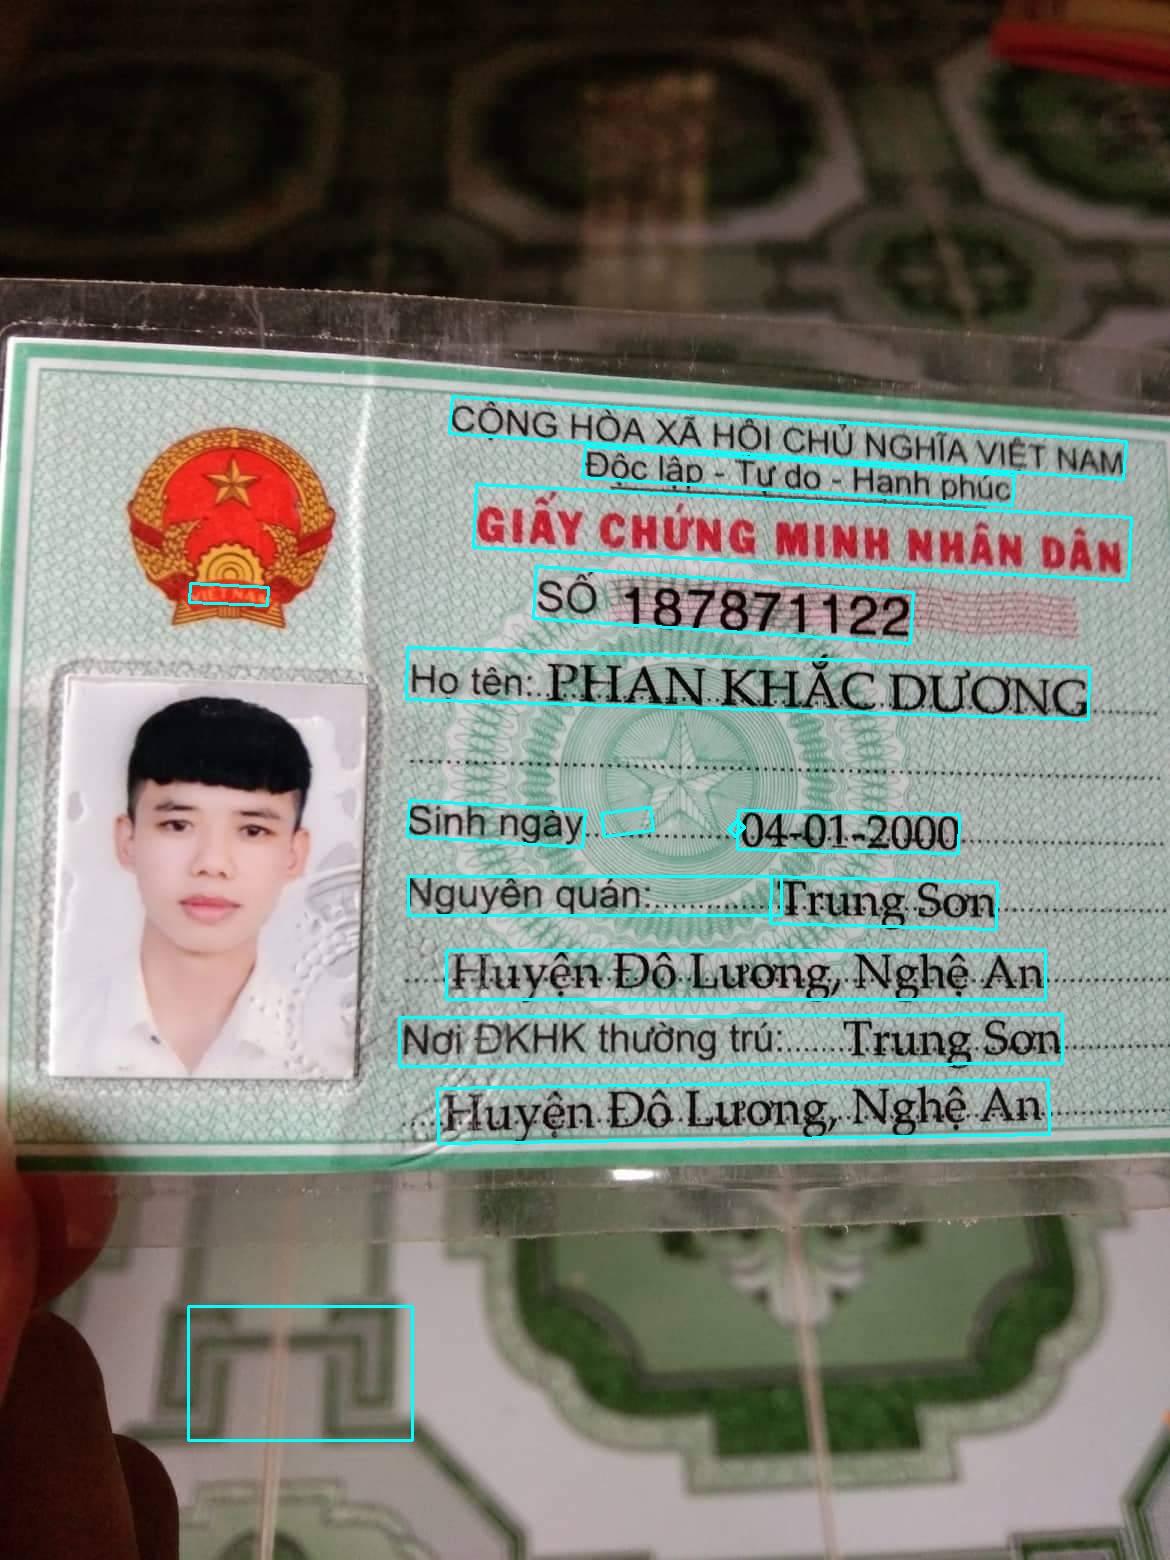 CỘNG HÒA XÃ HỘI CHỦ NGHĨA VIỆT NAM
Độc lập - Tự do - Hạnh phúc
GIẤY CHỨNG MINH NHÂN DÂN
SỐ 187871122
VIỆT NAM
Họ tên: PHAN KHẮC DƯƠNG
Sinh ngày 04-01-2000
Nguyên quán: Trung Sơn
Huyện Đô Lương, Nghệ An
Nơi ĐKHK thường trú: Trung Sơn
Huyện Đô Lương, Nghệ An